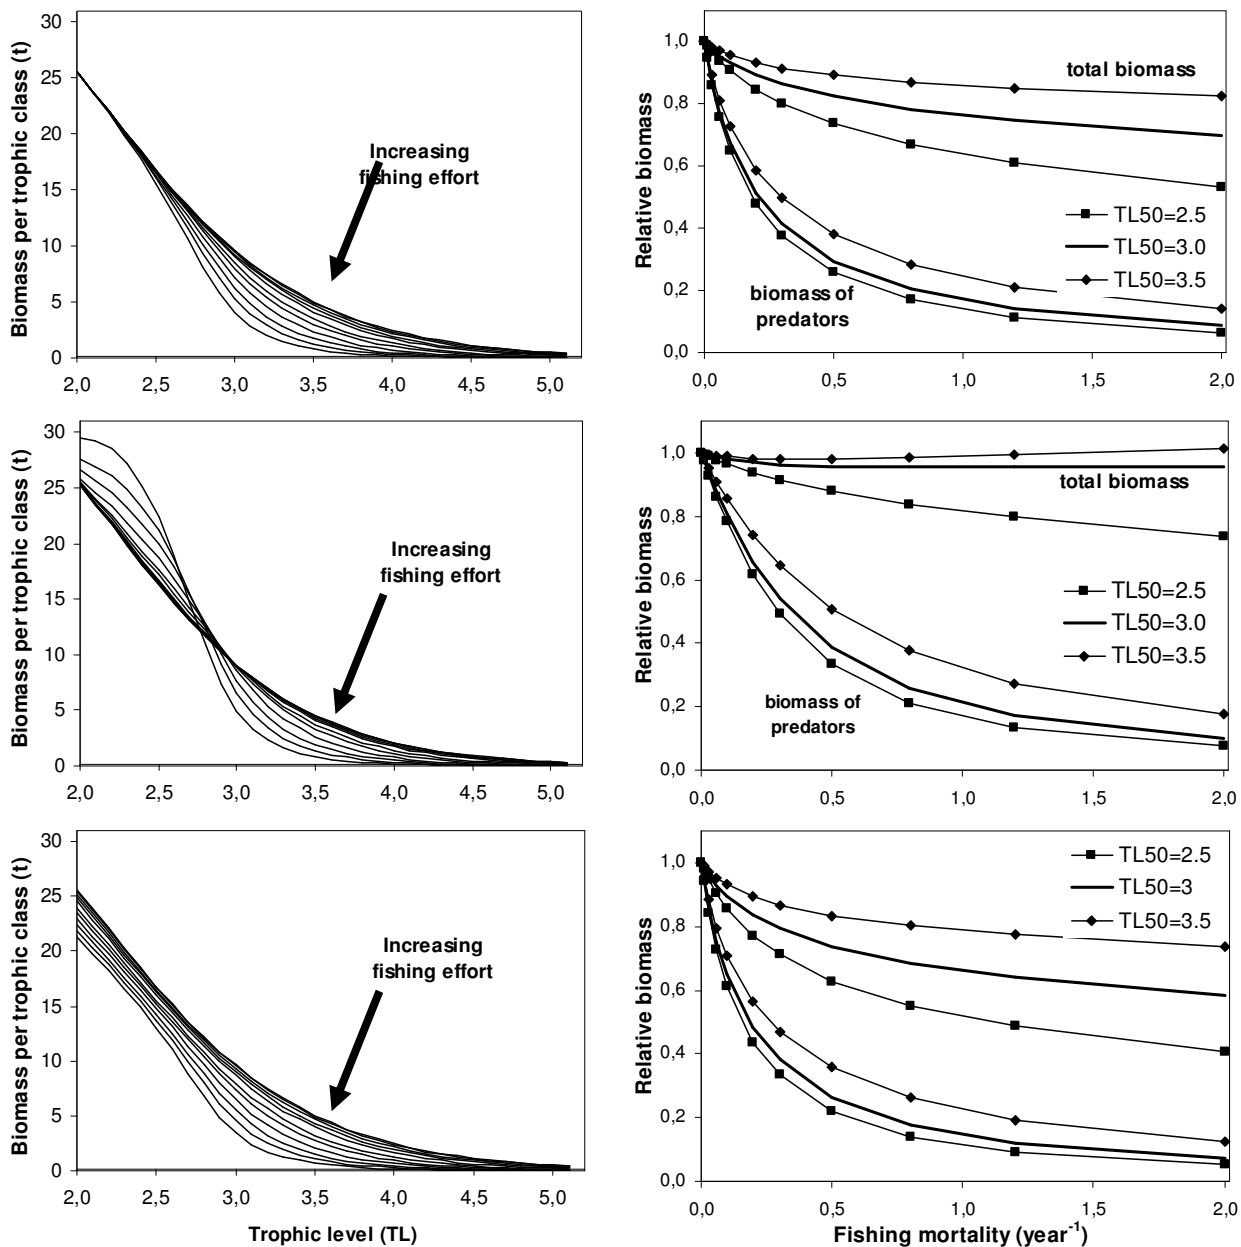 Biomass per trophic class (t)
30
25
20
15
10
5
0
2,0 2,5 3,0 3,5 4,0 4,5 5,0
Increasing
fishing effort
Relative biomass
1,0
0,8
0,6
0,4
0,2
0,0
0,0 0,5 1,0 1,5 2,0
total biomass
TL50=2.5
TL50=3.0
TL50=3.5
biomass of
predators
Biomass per trophic class (t)
30
25
20
15
10
5
0
2,0 2,5 3,0 3,5 4,0 4,5 5,0
Increasing
fishing effort
Relative biomass
1,0
0,8
0,6
0,4
0,2
0,0
0,0 0,5 1,0 1,5 2,0
total biomass
TL50=2.5
TL50=3.0
TL50=3.5
biomass of
predators
Biomass per trophic class (t)
30
25
20
15
10
5
0
2,0 2,5 3,0 3,5 4,0 4,5 5,0
Increasing
fishing effort
Trophic level (TL)
Relative biomass
1,0
0,8
0,6
0,4
0,2
0,0
0,0 0,5 1,0 1,5 2,0
TL50=2.5
TL50=3
TL50=3.5
Fishing mortality (year⁻¹)